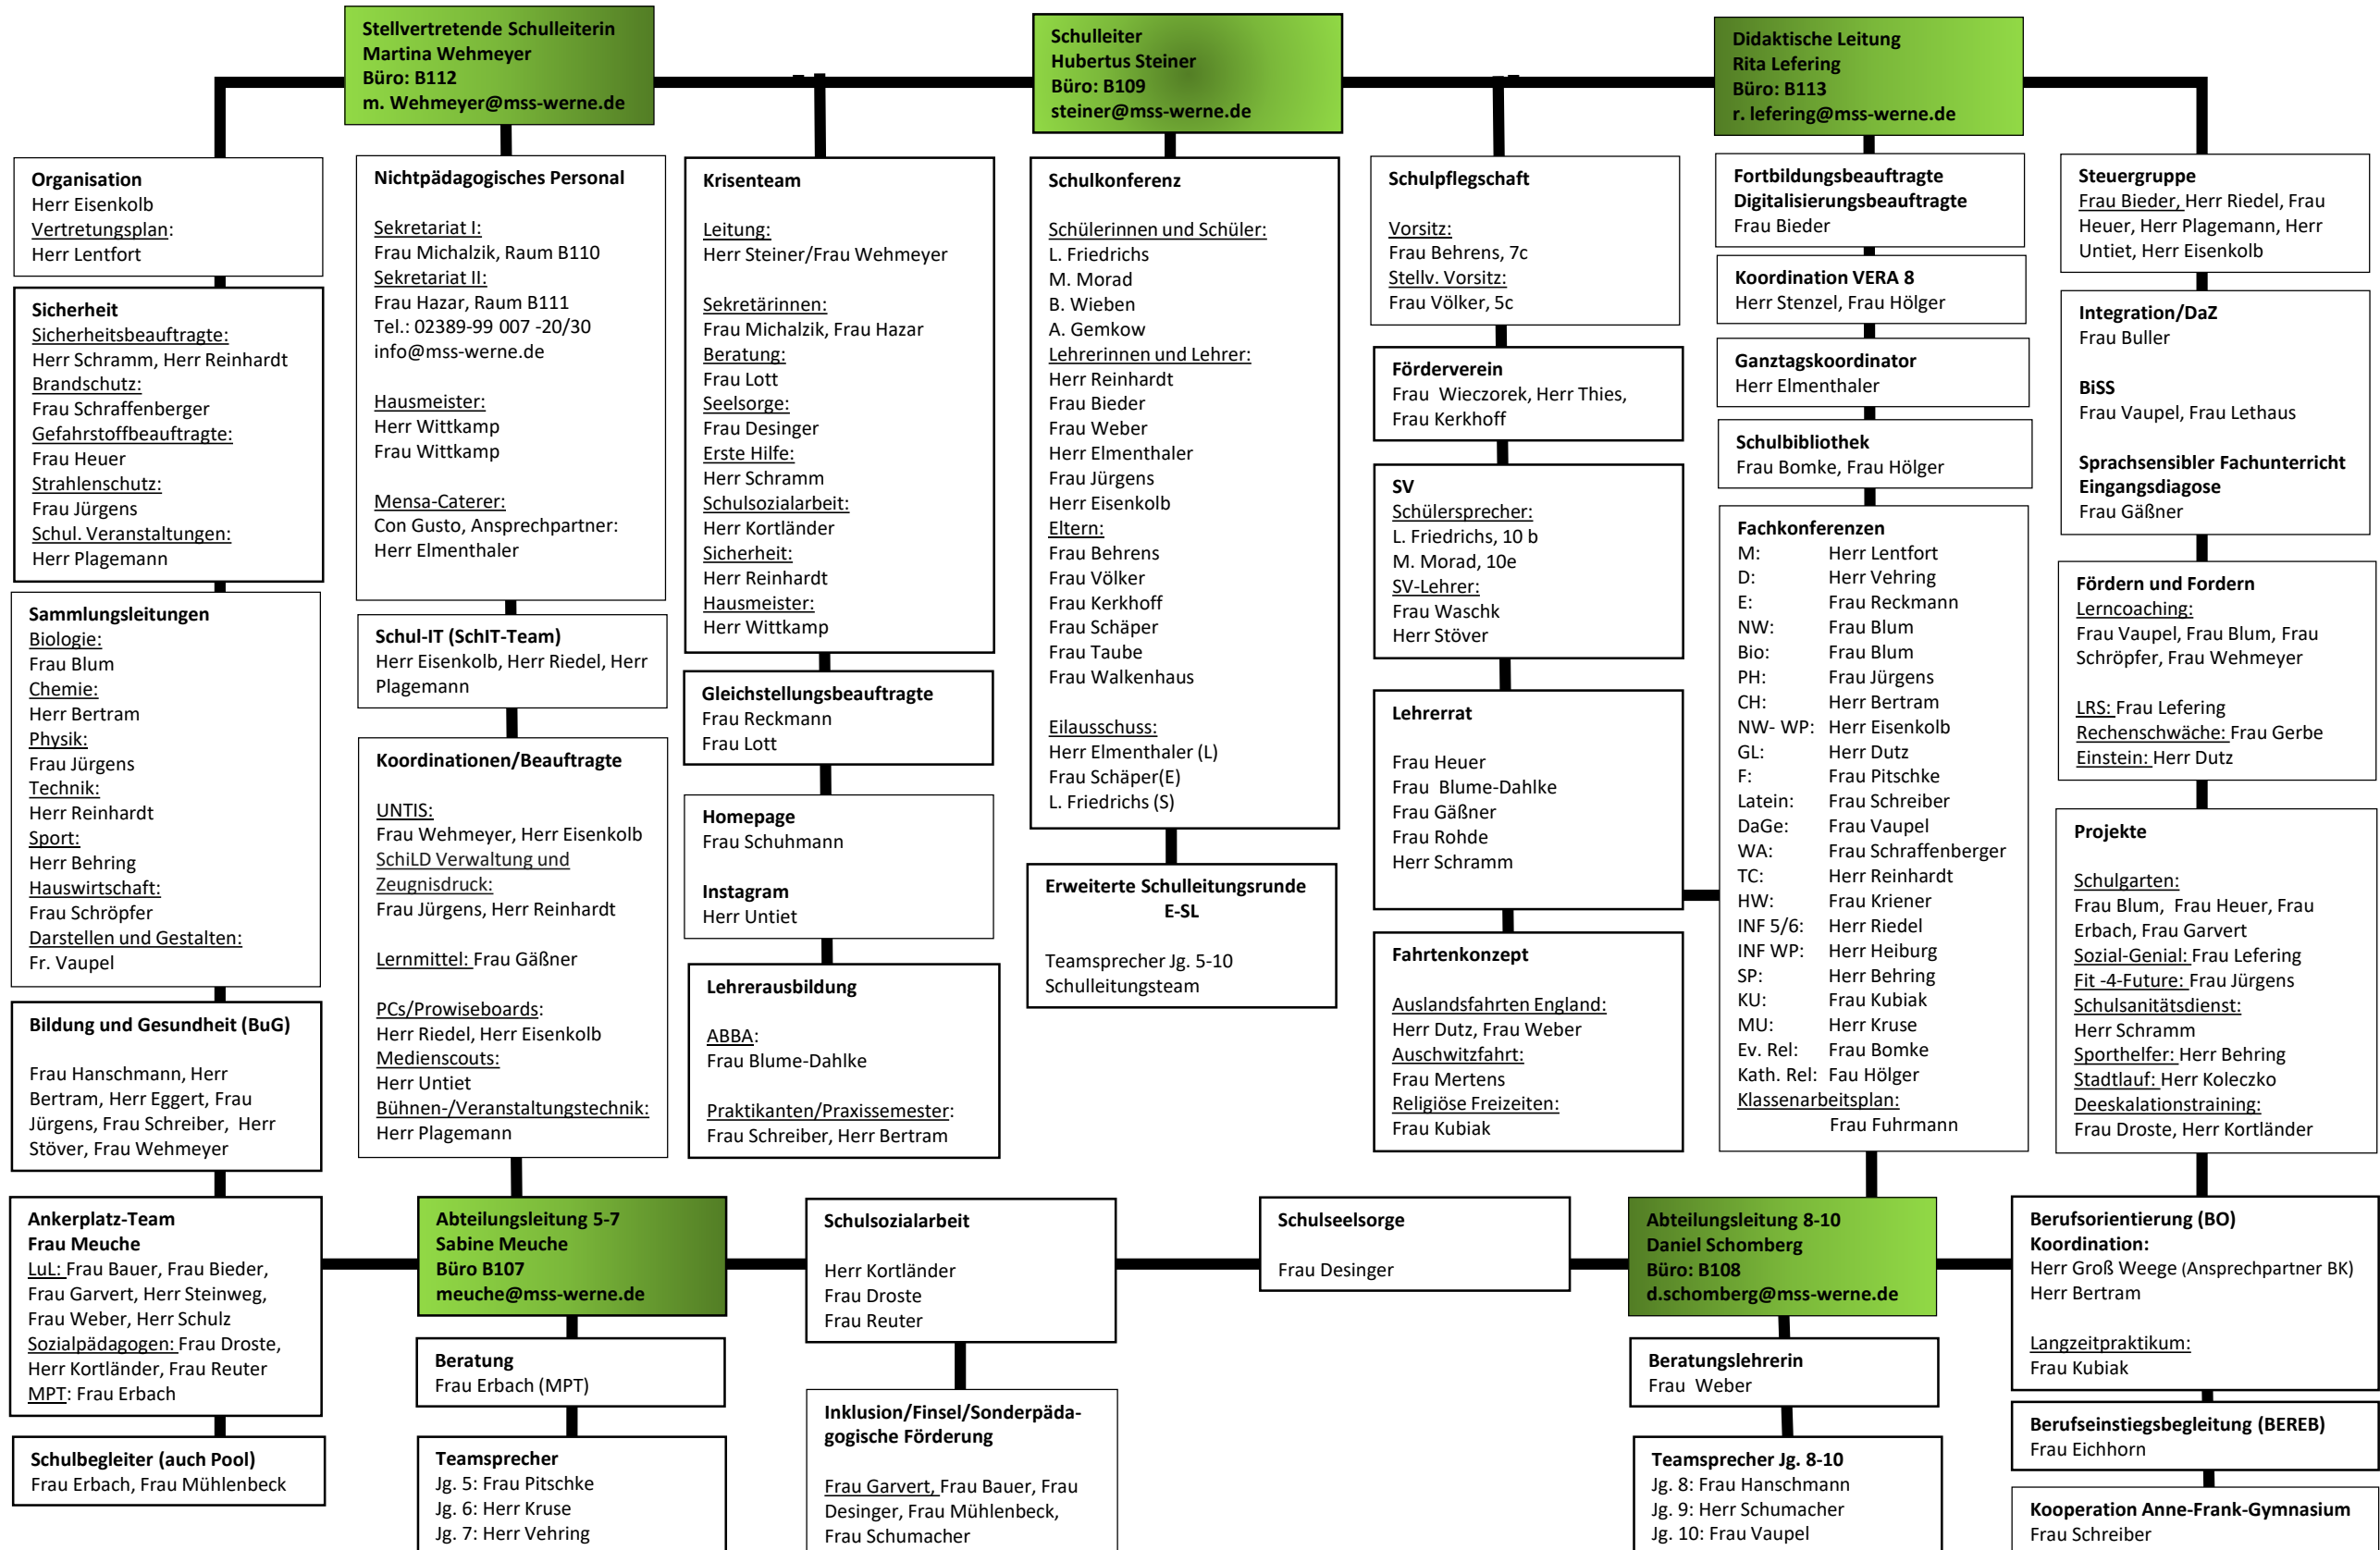 Stellvertretende Schulleiterin
Martina Wehmeyer
Büro: B112
m. Wehmeyer@mss-werne.de
Schulleiter
Hubertus Steiner
Büro: B109
steiner@mss-werne.de
Didaktische Leitung
Rita Lefering
Büro: B113
r. lefering@mss-werne.de
Organisation
Herr Eisenkolb
Vertretungsplan:
Herr Lentfort
Sicherheit
Sicherheitsbeauftragte:
Herr Schramm, Herr Reinhardt
Brandschutz:
Frau Schraffenberger
Gefahrstoffbeauftragte:
Frau Heuer
Strahlenschutz:
Frau Jürgens
Schul. Veranstaltungen:
Herr Plagemann
Sammlungsleitungen
Biologie:
Frau Blum
Chemie:
Herr Bertram
Physik:
Frau Jürgens
Technik:
Herr Reinhardt
Sport:
Herr Behring
Hauswirtschaft:
Frau Schröpfer
Darstellen und Gestalten:
Fr. Vaupel
Bildung und Gesundheit (BuG)
Frau Hanschmann, Herr
Bertram, Herr Eggert, Frau
Jürgens, Frau Schreiber, Herr
Stöver, Frau Wehmeyer
Nichtpädagogisches Personal
Sekretariat I:
Frau Michalzik, Raum B110
Sekretariat II:
Frau Hazar, Raum B111
Tel.: 02389-99 007 -20/30
info@mss-werne.de
Hausmeister:
Herr Wittkamp
Frau Wittkamp
Mensa-Caterer:
Con Gusto, Ansprechpartner:
Herr Elmenthaler
Schul-IT (SchIT-Team)
Herr Eisenkolb, Herr Riedel, Herr
Plagemann
Koordinationen/Beauftragte
UNTIS:
Frau Wehmeyer, Herr Eisenkolb
SchiLD Verwaltung und
Zeugnisdruck:
Frau Jürgens, Herr Reinhardt
Lernmittel: Frau Gäßner
PCs/Prowiseboards:
Herr Riedel, Herr Eisenkolb
Medienscouts:
Herr Untiet
Bühnen-/Veranstaltungstechnik:
Herr Plagemann
Krisenteam
Leitung:
Herr Steiner/Frau Wehmeyer
Sekretärinnen:
Frau Michalzik, Frau Hazar
Beratung:
Frau Lott
Seelsorge:
Frau Desinger
Erste Hilfe:
Herr Schramm
Schulsozialarbeit:
Herr Kortländer
Sicherheit:
Herr Reinhardt
Hausmeister:
Herr Wittkamp
Gleichstellungsbeauftragte
Frau Reckmann
Frau Lott
Homepage
Frau Schuhmann
Instagram
Herr Untiet
Lehrerausbildung
ABBA:
Frau Blume-Dahlke
Praktikanten/Praxissemester:
Frau Schreiber, Herr Bertram
Schulkonferenz
Schülerinnen und Schüler:
L. Friedrichs
M. Morad
B. Wieben
A. Gemkow
Lehrerinnen und Lehrer:
Herr Reinhardt
Frau Bieder
Frau Weber
Herr Elmenthaler
Frau Jürgens
Herr Eisenkolb
Eltern:
Frau Behrens
Frau Völker
Frau Kerkhoff
Frau Schäper
Frau Taube
Frau Walkenhaus
Eilausschuss:
Herr Elmenthaler (L)
Frau Schäper(E)
L. Friedrichs (S)
Erweiterte Schulleitungsrunde
E-SL
Teamsprecher Jg. 5-10
Schulleitungsteam
Schulpflegschaft
Vorsitz:
Frau Behrens, 7c
Stellv. Vorsitz:
Frau Völker, 5c
Förderverein
Frau Wieczorek, Herr Thies,
Frau Kerkhoff
SV
Schülersprecher:
L. Friedrichs, 10 b
M. Morad, 10e
SV-Lehrer:
Frau Waschk
Herr Stöver
Lehrerrat
Frau Heuer
Frau Blume-Dahlke
Frau Gäßner
Frau Rohde
Herr Schramm
Fahrtenkonzept
Auslandsfahrten England:
Herr Dutz, Frau Weber
Auschwitzfahrt:
Frau Mertens
Religiöse Freizeiten:
Frau Kubiak
Fortbildungsbeauftragte
Digitalisierungsbeauftragte
Frau Bieder
Koordination VERA 8
Herr Stenzel, Frau Hölger
Ganztagskoordinator
Herr Elmenthaler
Schulbibliothek
Frau Bomke, Frau Hölger
Fachkonferenzen
M: Herr Lentfort
D: Herr Vehring
E: Frau Reckmann
NW: Frau Blum
Bio: Frau Blum
PH: Frau Jürgens
CH: Herr Bertram
NW- WP: Herr Eisenkolb
GL: Herr Dutz
F: Frau Pitschke
Latein: Frau Schreiber
DaGe: Frau Vaupel
WA: Frau Schraffenberger
TC: Herr Reinhardt
HW: Frau Kriener
INF 5/6: Herr Riedel
INF WP: Herr Heiburg
SP: Herr Behring
KU: Frau Kubiak
MU: Herr Kruse
Ev. Rel: Frau Bomke
Kath. Rel: Fau Hölger
Klassenarbeitsplan:
Frau Fuhrmann
Steuergruppe
Frau Bieder, Herr Riedel, Frau
Heuer, Herr Plagemann, Herr
Untiet, Herr Eisenkolb
Integration/DaZ
Frau Buller
BiSS
Frau Vaupel, Frau Lethaus
Sprachsensibler Fachunterricht
Eingangsdiagose
Frau Gäßner
Fördern und Fordern
Lerncoaching:
Frau Vaupel, Frau Blum, Frau
Schröpfer, Frau Wehmeyer
LRS: Frau Lefering
Rechenschwäche: Frau Gerbe
Einstein: Herr Dutz
Projekte
Schulgarten:
Frau Blum, Frau Heuer, Frau
Erbach, Frau Garvert
Sozial-Genial: Frau Lefering
Fit -4-Future: Frau Jürgens
Schulsanitätsdienst:
Herr Schramm
Sporthelfer: Herr Behring
Stadtlauf: Herr Koleczko
Deeskalationstraining:
Frau Droste, Herr Kortländer
Ankerplatz-Team
Frau Meuche
LuL: Frau Bauer, Frau Bieder,
Frau Garvert, Herr Steinweg,
Frau Weber, Herr Schulz
Sozialpädagogen: Frau Droste,
Herr Kortländer, Frau Reuter
MPT: Frau Erbach
Schulbegleiter (auch Pool)
Frau Erbach, Frau Mühlenbeck
Abteilungsleitung 5-7
Sabine Meuche
Büro B107
meuche@mss-werne.de
Beratung
Frau Erbach (MPT)
Teamsprecher
Jg. 5: Frau Pitschke
Jg. 6: Herr Kruse
Jg. 7: Herr Vehring
Schulsozialarbeit
Herr Kortländer
Frau Droste
Frau Reuter
Inklusion/Finsel/Sonderpäda-
gogische Förderung
Frau Garvert, Frau Bauer, Frau
Desinger, Frau Mühlenbeck,
Frau Schumacher
Schulseelsorge
Frau Desinger
Abteilungsleitung 8-10
Daniel Schomberg
Büro: B108
d.schomberg@mss-werne.de
Beratungslehrerin
Frau Weber
Teamsprecher Jg. 8-10
Jg. 8: Frau Hanschmann
Jg. 9: Herr Schumacher
Jg. 10: Frau Vaupel
Berufsorientierung (BO)
Koordination:
Herr Groß Weege (Ansprechpartner BK)
Herr Bertram
Langzeitpraktikum:
Frau Kubiak
Berufseinstiegsbegleitung (BEREB)
Frau Eichhorn
Kooperation Anne-Frank-Gymnasium
Frau Schreiber